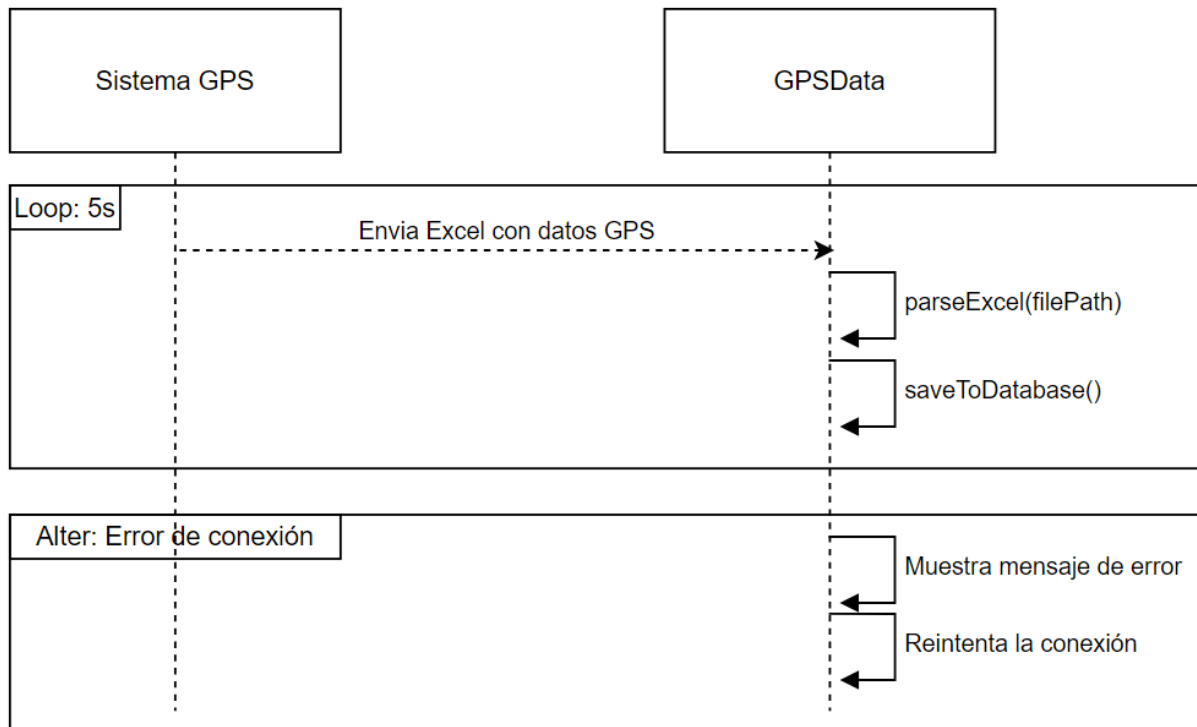 Sistema GPS
GPSData
Loop: 5s
Envia Excel con datos GPS
parseExcel(filePath)
saveToDatabase()
Alter: Error de conexión
Muestra mensaje de error
Reintenta la conexión